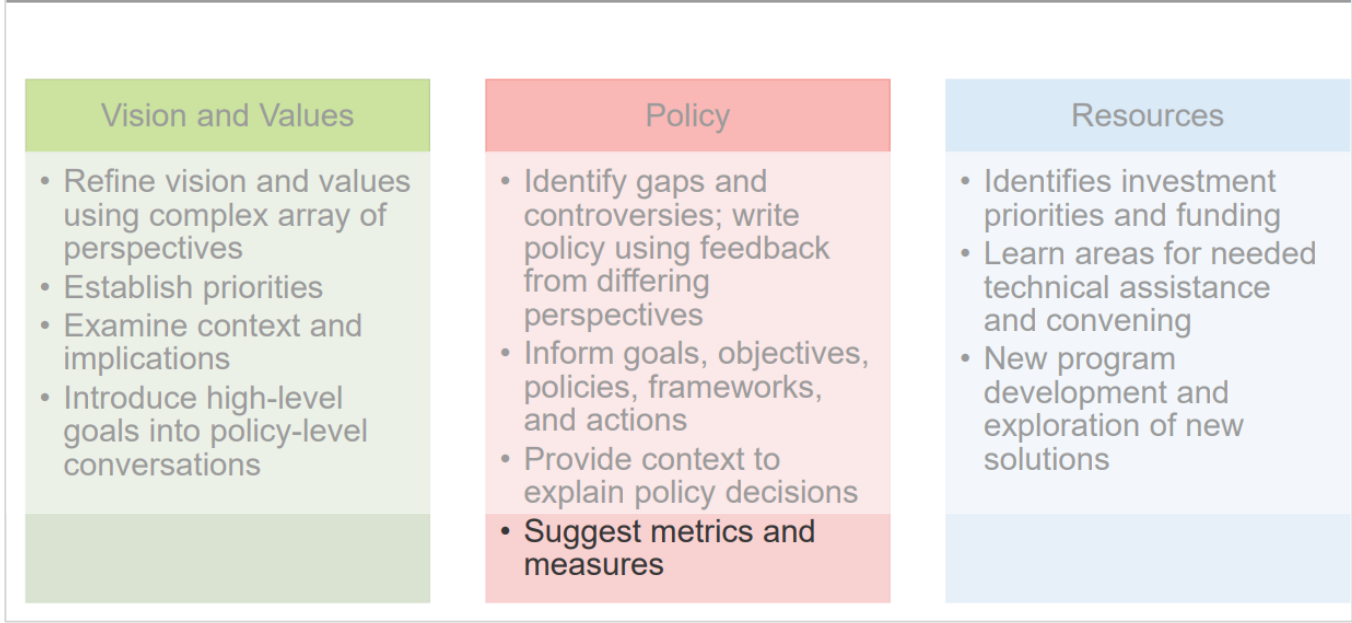 Vision and Values
• Refine vision and values
using complex array of
perspectives
• Establish priorities
• Examine context and
implications
• Introduce high-level
goals into policy-level
conversations
Policy
• Identify gaps and
controversies; write
policy using feedback
from differing
perspectives
• Inform goals, objectives,
policies, frameworks,
and actions
• Provide context to
explain policy decisions
• Suggest metrics and
measures
Resources
• Identifies investment
priorities and funding
• Learn areas for needed
technical assistance
and convening
• New program
development and
exploration of new
solutions